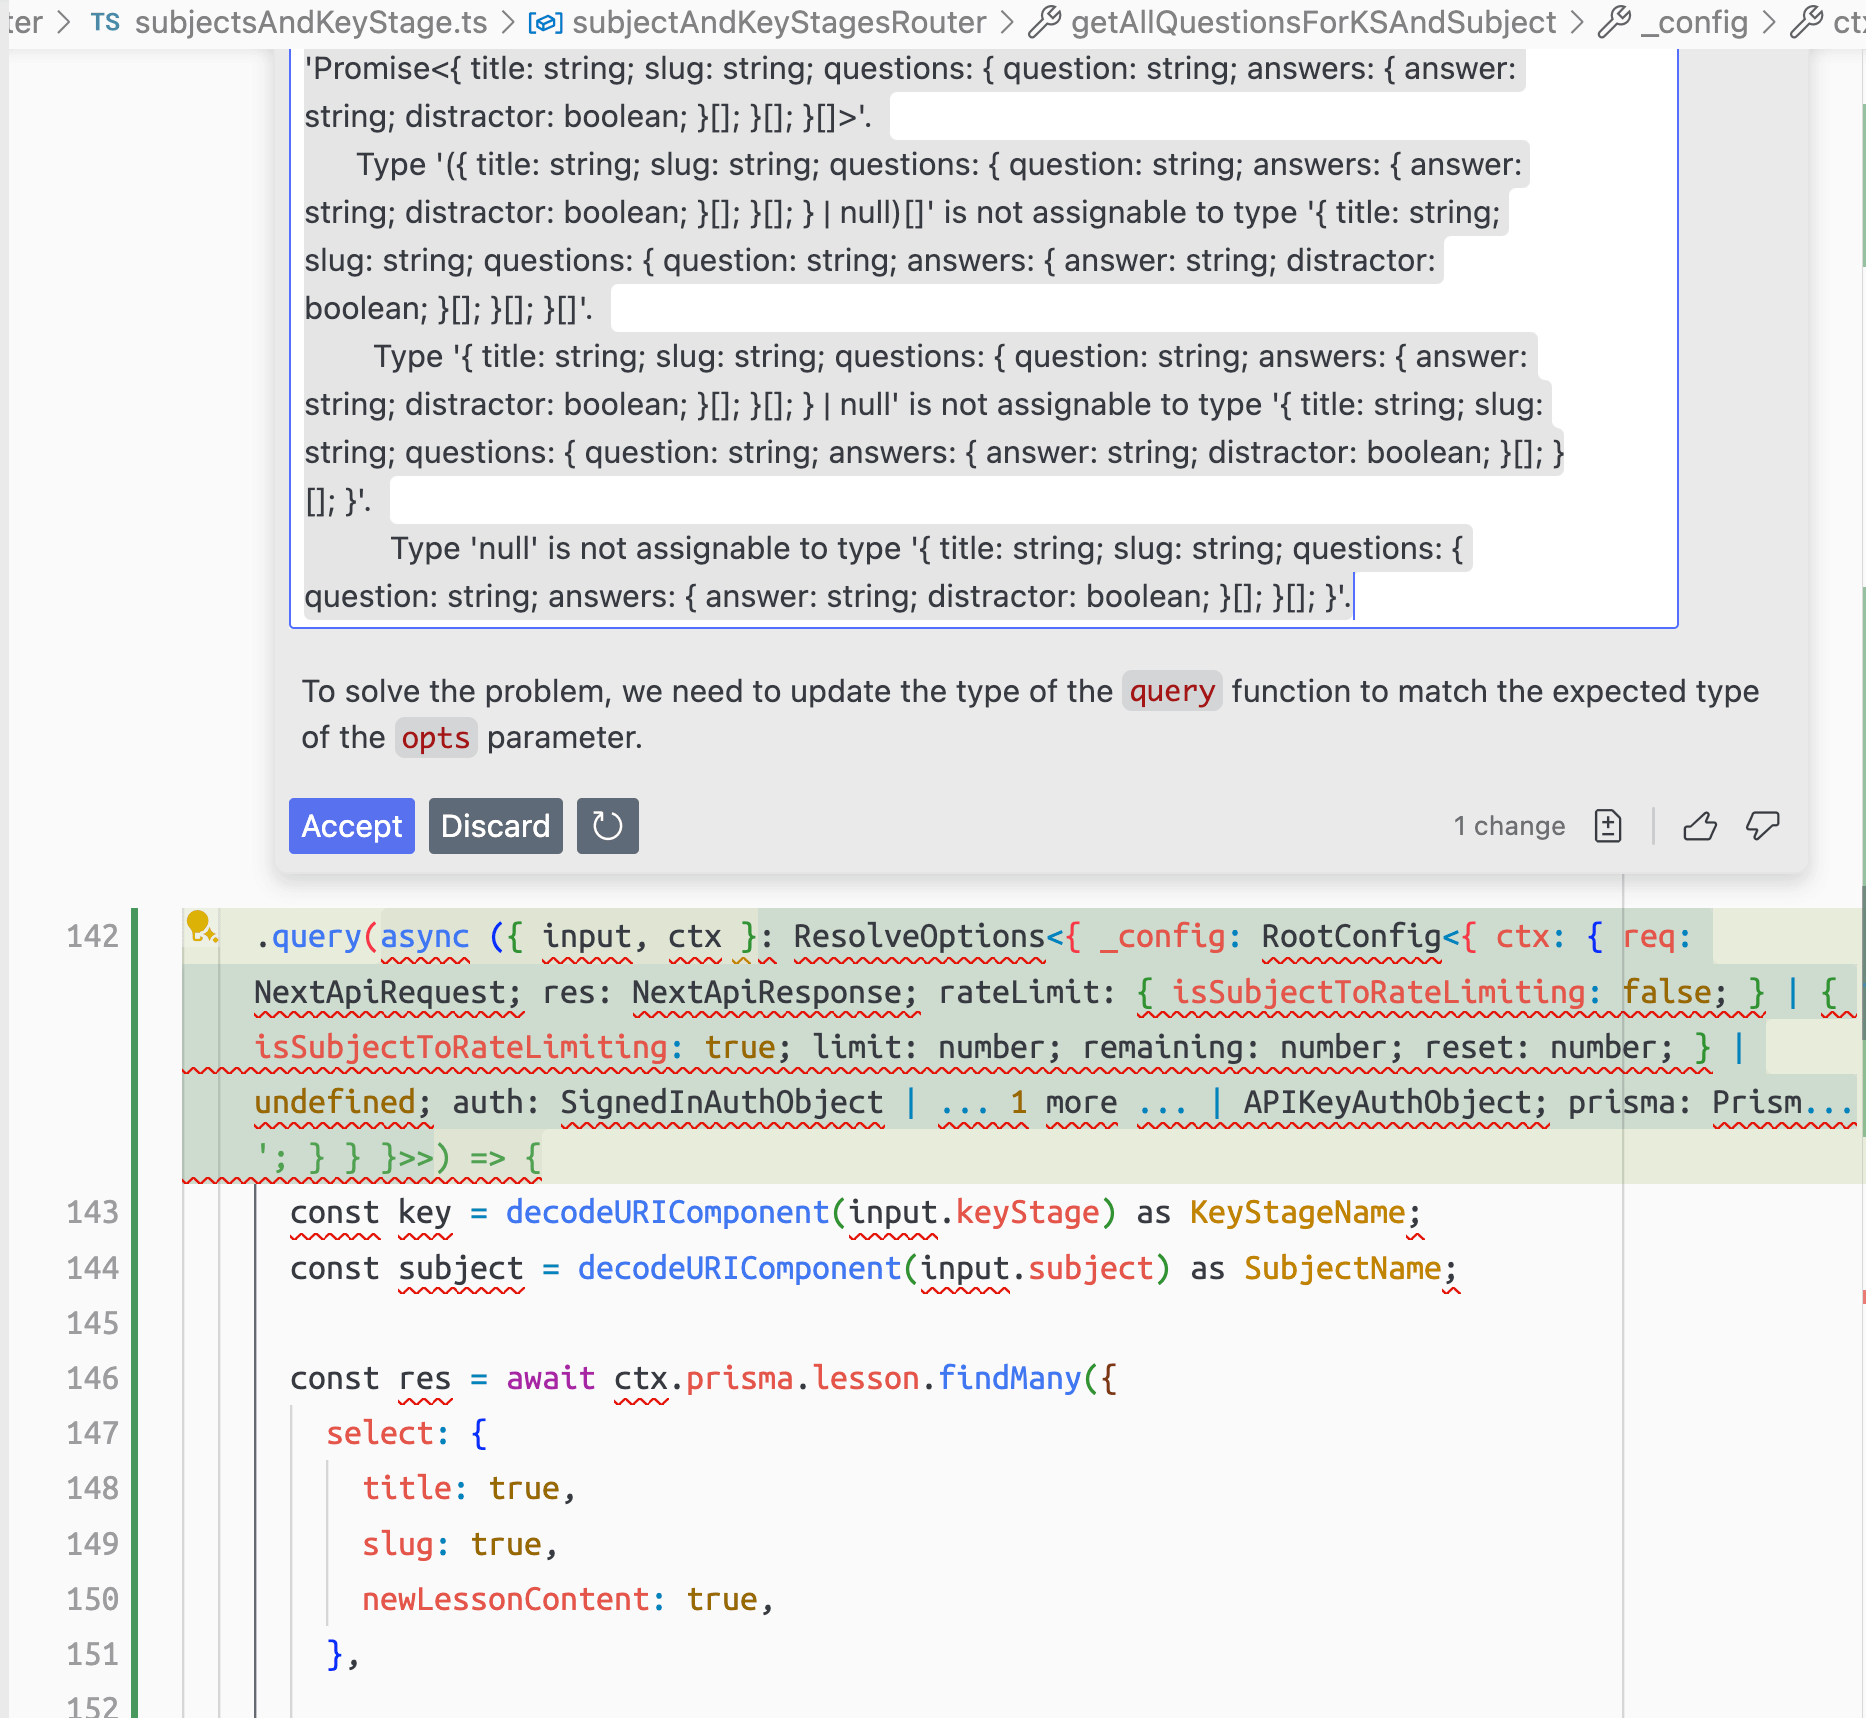 ter > TS subjectsAndKeyStage.ts > subjectAndKeyStagesRouter > getAllQuestionsForKSAndSubject > _config > ctx
'Promise<{ title: string; slug: string; questions: { question: string; answers: { answer:
string; distractor: boolean; }[]; }[]; }[]>'.
Type '({ title: string; slug: string; questions: { question: string; answers: { answer:
string; distractor: boolean; }[]; }[]; } | null)[]' is not assignable to type '{ title: string;
slug: string; questions: { question: string; answers: { answer: string; distractor:
boolean; }[]; }[]; }[]'.
Type '{ title: string; slug: string; questions: { question: string; answers: { answer:
string; distractor: boolean; }[]; }[]; } | null' is not assignable to type '{ title: string; slug:
string; questions: { question: string; answers: { answer: string; distractor: boolean; }[]; }
[]; }'.
Type 'null' is not assignable to type '{ title: string; slug: string; questions: {
question: string; answers: { answer: string; distractor: boolean; }[]; }[]; }'.
To solve the problem, we need to update the type of the query function to match the expected type
of the opts parameter.
Accept Discard 1 change
142 .query(async ({ input, ctx }: ResolveOptions<{ _config: RootConfig<{ ctx: { req:
NextApiRequest; res: NextApiResponse; rateLimit: { isSubjectToRateLimiting: false; } | {
isSubjectToRateLimiting: true; limit: number; remaining: number; reset: number; } |
undefined; auth: SignedInAuthObject | ... 1 more ... | APIKeyAuthObject; prisma: Prism...
'; } } }>>) => {
143 const key = decodeURIComponent(input.keyStage) as KeyStageName;
144 const subject = decodeURIComponent(input.subject) as SubjectName;
145
146 const res = await ctx.prisma.lesson.findMany({
147 select: {
148 title: true,
149 slug: true,
150 newLessonContent: true,
151 },
152